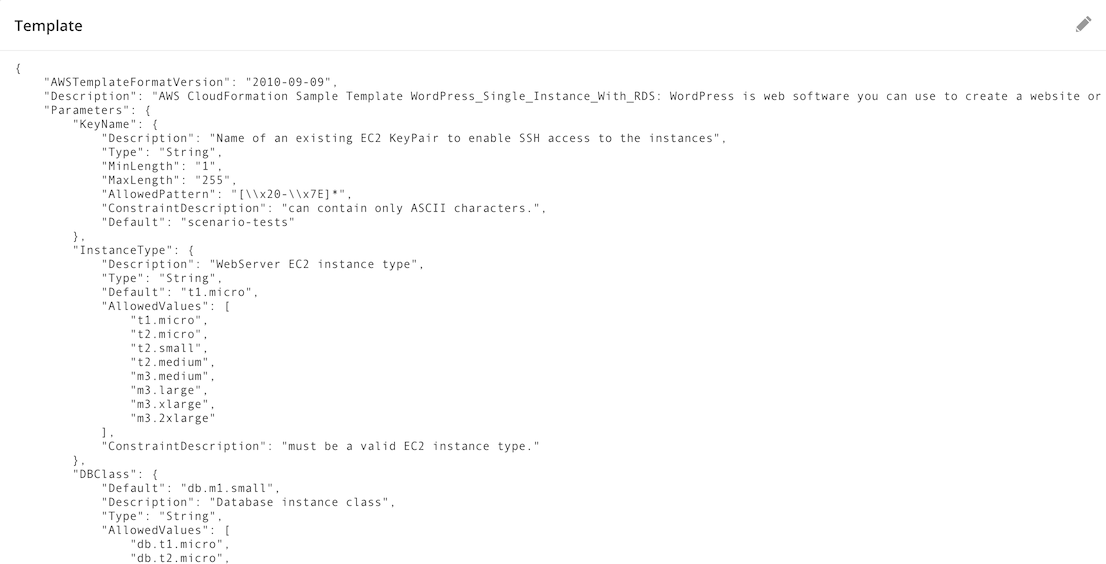 Template
{
    "AWSTemplateFormatVersion": "2010-09-09",
    "Description": "AWS CloudFormation Sample Template WordPress_Single_Instance_With_RDS: WordPress is web software you can use to create a website or
    "Parameters": {
        "KeyName": {
            "Description": "Name of an existing EC2 KeyPair to enable SSH access to the instances",
            "Type": "String",
            "MinLength": "1",
            "MaxLength": "255",
            "AllowedPattern": "[\\x20-\\x7E]*",
            "ConstraintDescription": "can contain only ASCII characters.",
            "Default": "scenario-tests"
        },
        "InstanceType": {
            "Description": "WebServer EC2 instance type",
            "Type": "String",
            "Default": "t1.micro",
            "AllowedValues": [
                "t1.micro",
                "t2.micro",
                "t2.small",
                "t2.medium",
                "m3.medium",
                "m3.large",
                "m3.xlarge",
                "m3.2xlarge"
            ],
            "ConstraintDescription": "must be a valid EC2 instance type."
        },
        "DBClass": {
            "Default": "db.m1.small",
            "Description": "Database instance class",
            "Type": "String",
            "AllowedValues": [
                "db.t1.micro",
                "db.t2.micro",